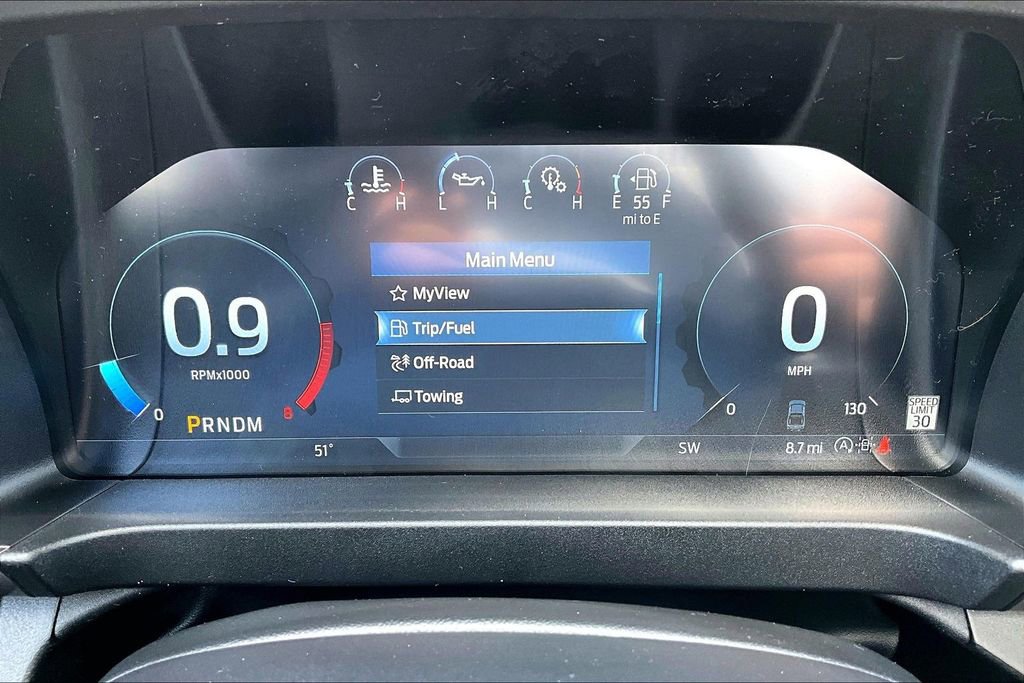 C H
L H
C H
E 55 F
mi to E
Main Menu
MyView
Trip/Fuel
Off-Road
Towing
0.9
RPMx1000
0 8
PRNDM
51°
0
MPH
0 130
SPEED
LIMIT
30
SW
8.7 mi
A